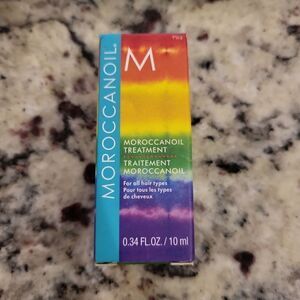 MOROCCANOIL®
M
MOROCCANOIL
TREATMENT
TRAITEMENT
MOROCCANOIL
For all hair types
Pour tous les types
de cheveux
0.34 FL.OZ. / 10 ml